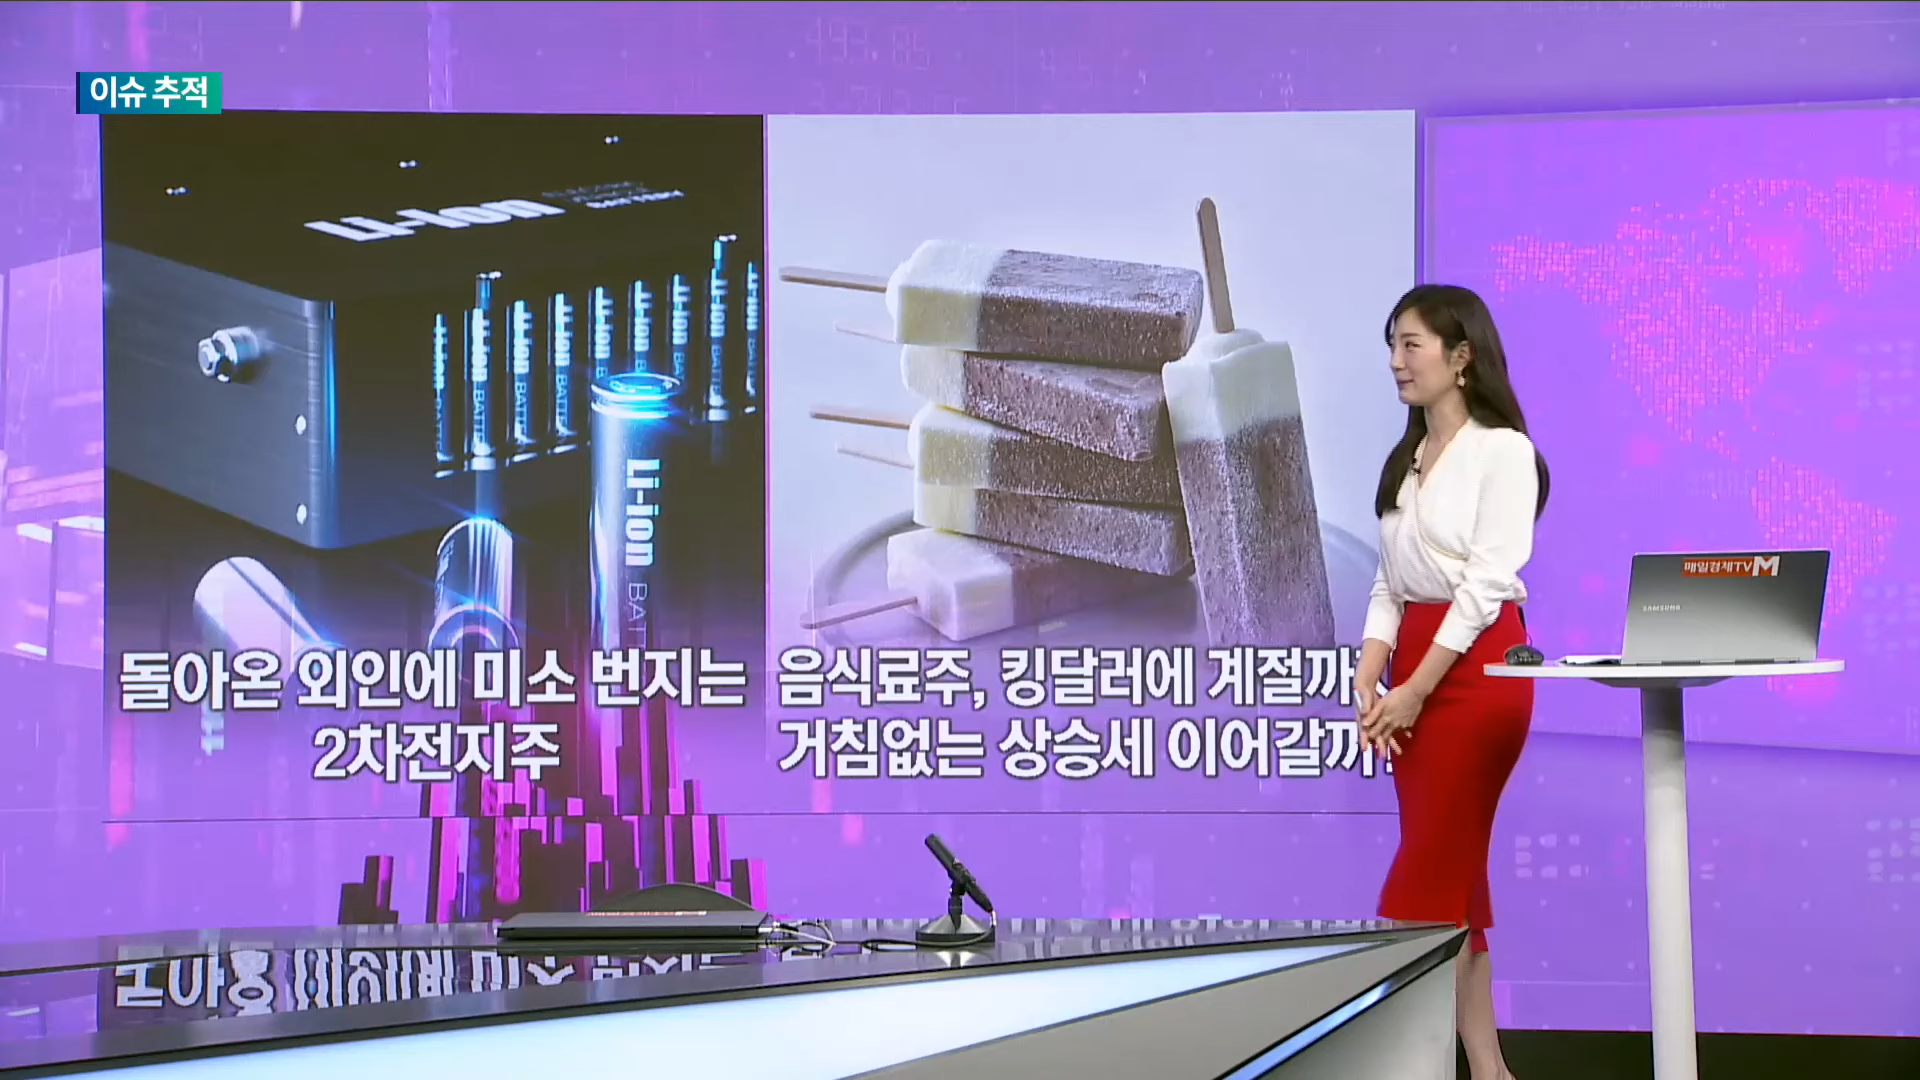 이슈 추적
Li-Ion
Li-ion
돌아온 외인에 미소 번지는
2차전지주
음식료주, 킹달러에 계절까지
거침없는 상승세 이어갈까?
매일경제TV M
SAMSUNG